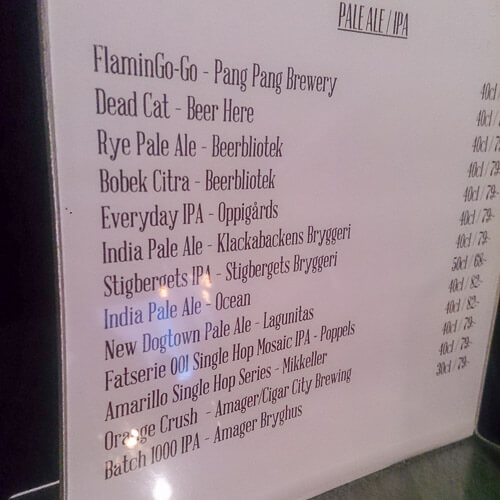 PALE ALE / IPA
FlaminGo-Go - Pang Pang Brewery 40cl /
Dead Cat - Beer Here 40cl /
Rye Pale Ale - Beerbliotek 40cl / 7
Bobek Citra - Beerbliotek 40cl / 79
Everyday IPA - Oppigårds 40cl / 79-
India Pale Ale - Klackabackens Bryggeri 40cl / 79-
Stigbergets IPA - Stigbergets Bryggeri 40cl / 79-
India Pale Ale - Ocean 50cl / 68-
New Dogtown Pale Ale - Lagunitas 40cl / 82-
Fatserie 001 Single Hop Mosaic IPA - Poppels 40cl / 82-
Amarillo Single Hop Series - Mikkeller 40cl / 79-
Orange Crush - Amager/Cigar City Brewing 40cl / 79-
Batch 1000 IPA - Amager Bryghus 30cl / 79-